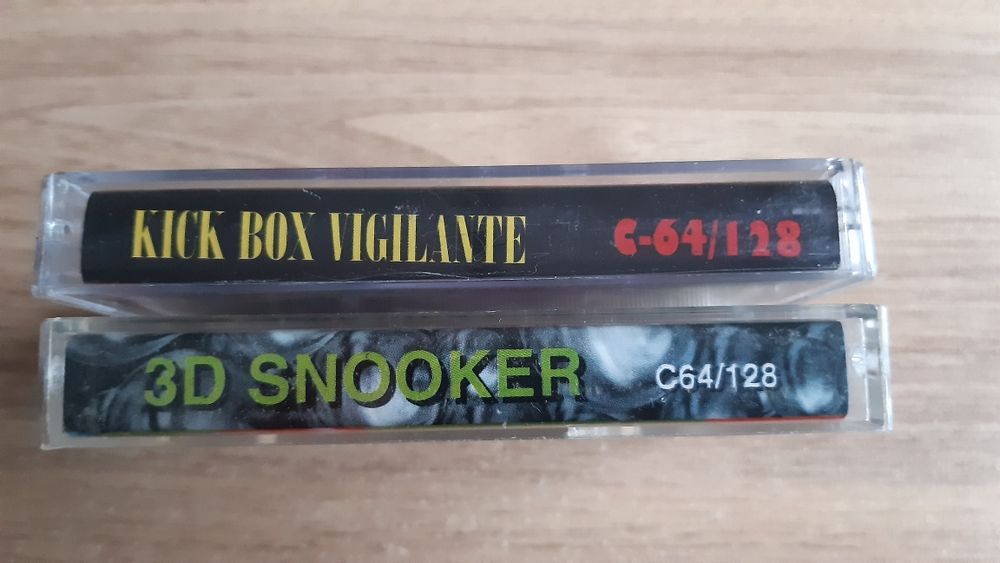 KICK BOX VIGILANTE C-64/128
3D SNOOKER C64/128